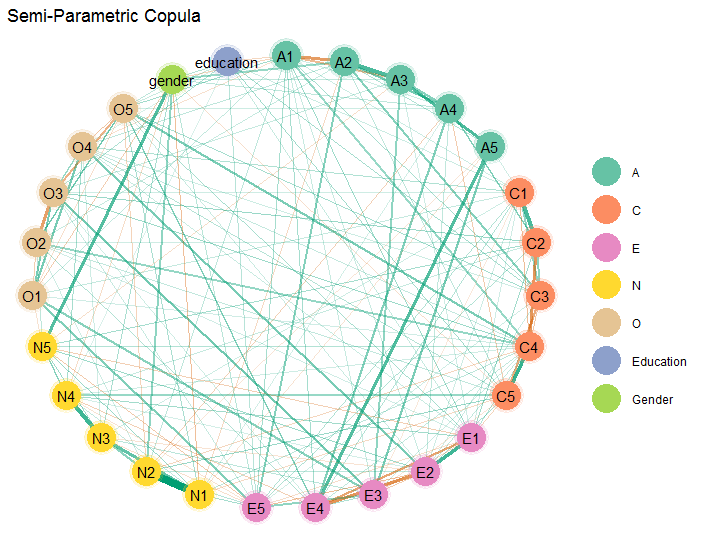 Semi-Parametric Copula
education
A1
A2
gender
A3
O5
A4
O4
A5
O3
C1
O2
C2
O1
C3
N5
C4
N4
C5
N3
E1
N2
E2
N1
E3
E5
E4
A
C
E
N
O
Education
Gender